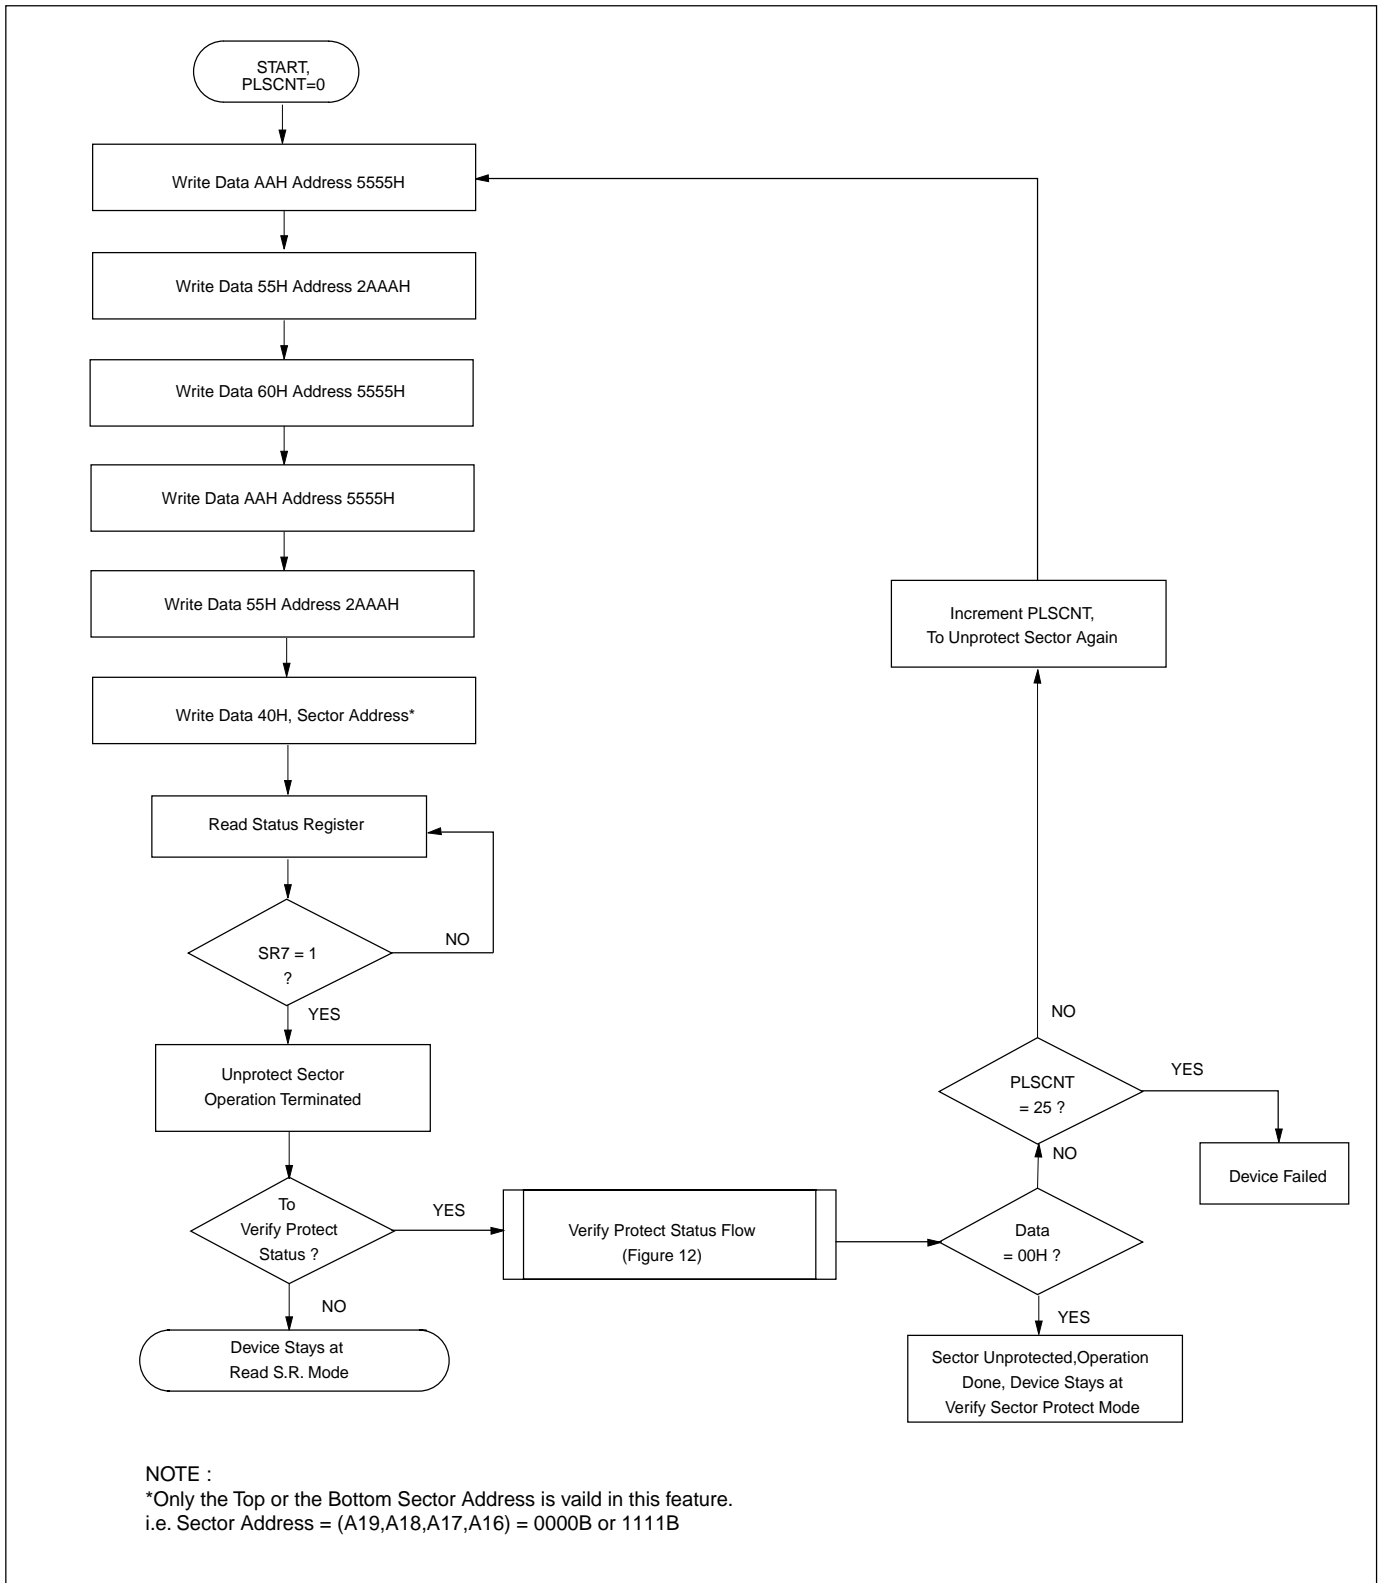 START,
PLSCNT=0
Write Data AAH Address 5555H
Write Data 55H Address 2AAAH
Write Data 60H Address 5555H
Write Data AAH Address 5555H
Write Data 55H Address 2AAAH
Write Data 40H, Sector Address*
Read Status Register
SR7 = 1
?
NO
YES
Unprotect Sector
Operation Terminated
To
Verify Protect
Status ?
YES
NO
Device Stays at
Read S.R. Mode
Verify Protect Status Flow
(Figure 12)
Data
= 00H ?
NO
YES
Sector Unprotected,Operation
Done, Device Stays at
Verify Sector Protect Mode
PLSCNT
= 25 ?
YES
Device Failed
NO
Increment PLSCNT,
To Unprotect Sector Again
NOTE :
*Only the Top or the Bottom Sector Address is vaild in this feature.
i.e. Sector Address = (A19,A18,A17,A16) = 0000B or 1111B